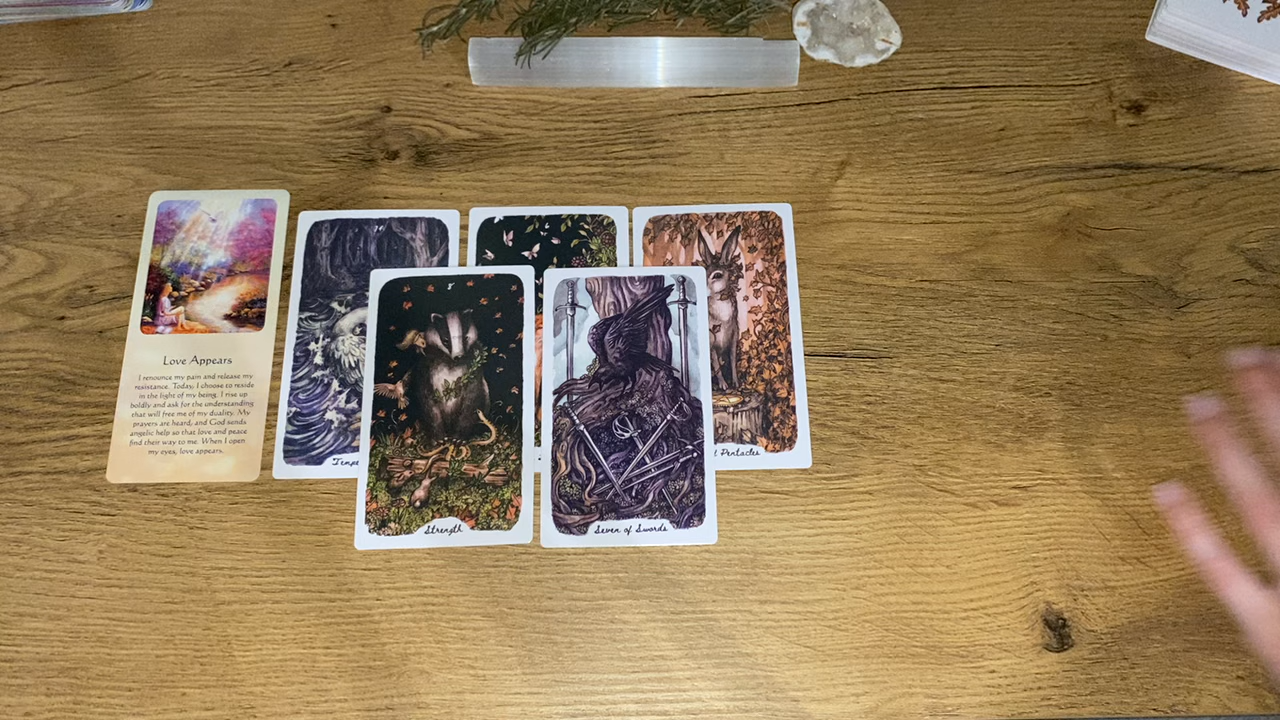 Love Appears
I renounce my pain and release my
resistance. Today, I choose to reside
in the light of my being. I rise up
boldly and ask for the understanding
that will free me of my duality. My
prayers are heard, and God sends
angelic help so that love and peace
find their way to me. When I open
my eyes, love appears.
14
Tempe
Pentacles
8
Strength
Seven of Swords